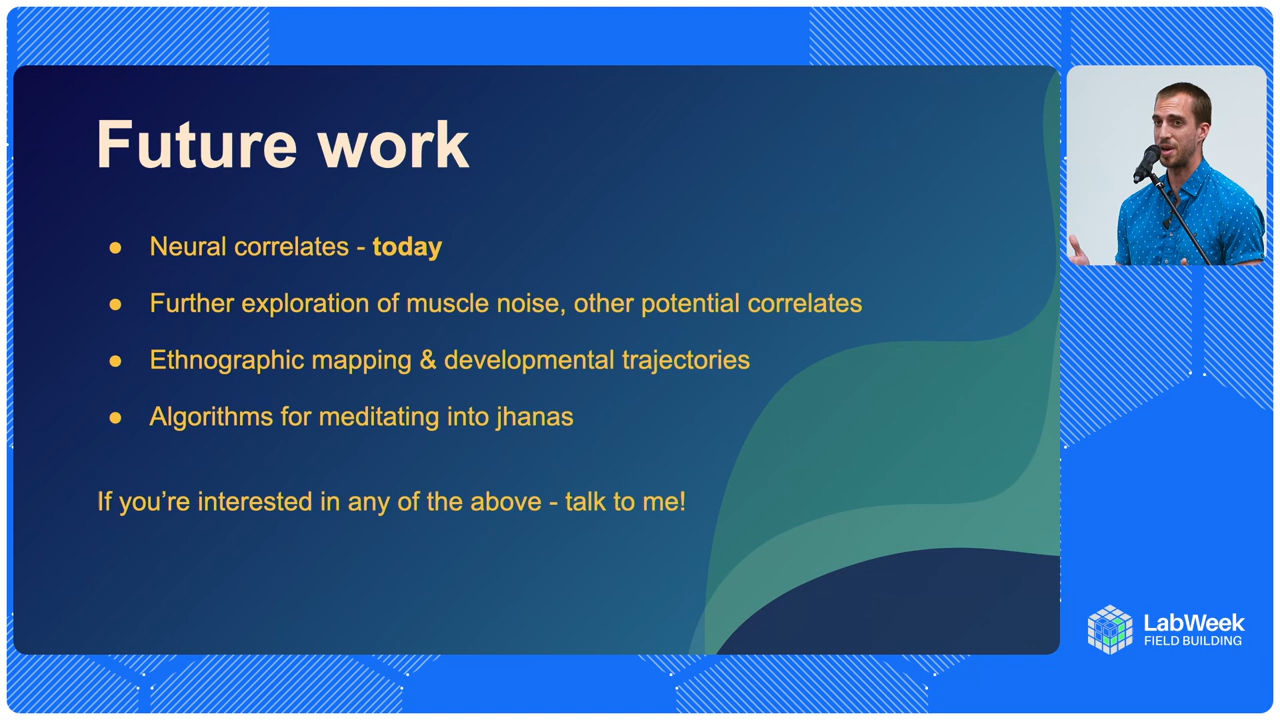 Future work
● Neural correlates - today
● Further exploration of muscle noise, other potential correlates
● Ethnographic mapping & developmental trajectories
● Algorithms for meditating into jhanas
If you’re interested in any of the above - talk to me!
LabWeek
FIELD BUILDING